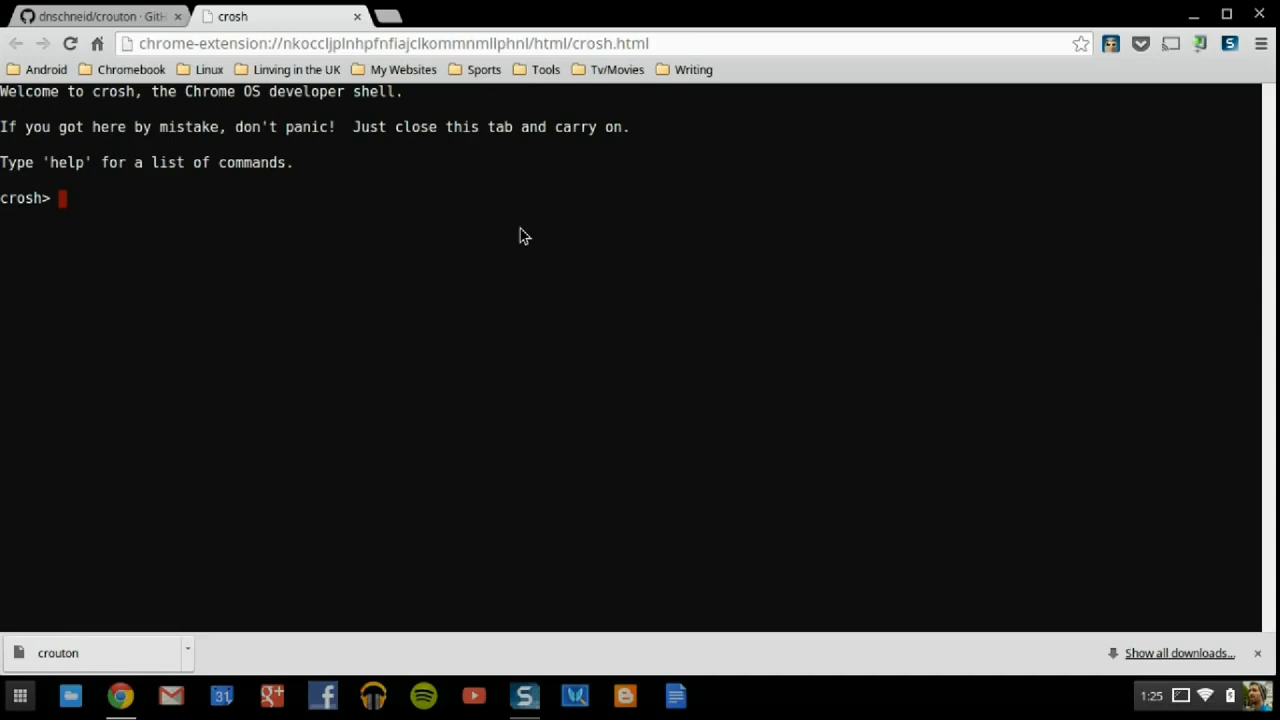 dnschneid/crouton · GitH
crosh
chrome-extension://nkoccljplnhpfnfiajclkommnmllphnl/html/crosh.html
Android Chromebook Linux Linving in the UK My Websites Sports Tools Tv/Movies Writing
Welcome to crosh, the Chrome OS developer shell.
If you got here by mistake, don't panic!  Just close this tab and carry on.
Type 'help' for a list of commands.
crosh>
crouton
Show all downloads...
31 g+ f S
1:25